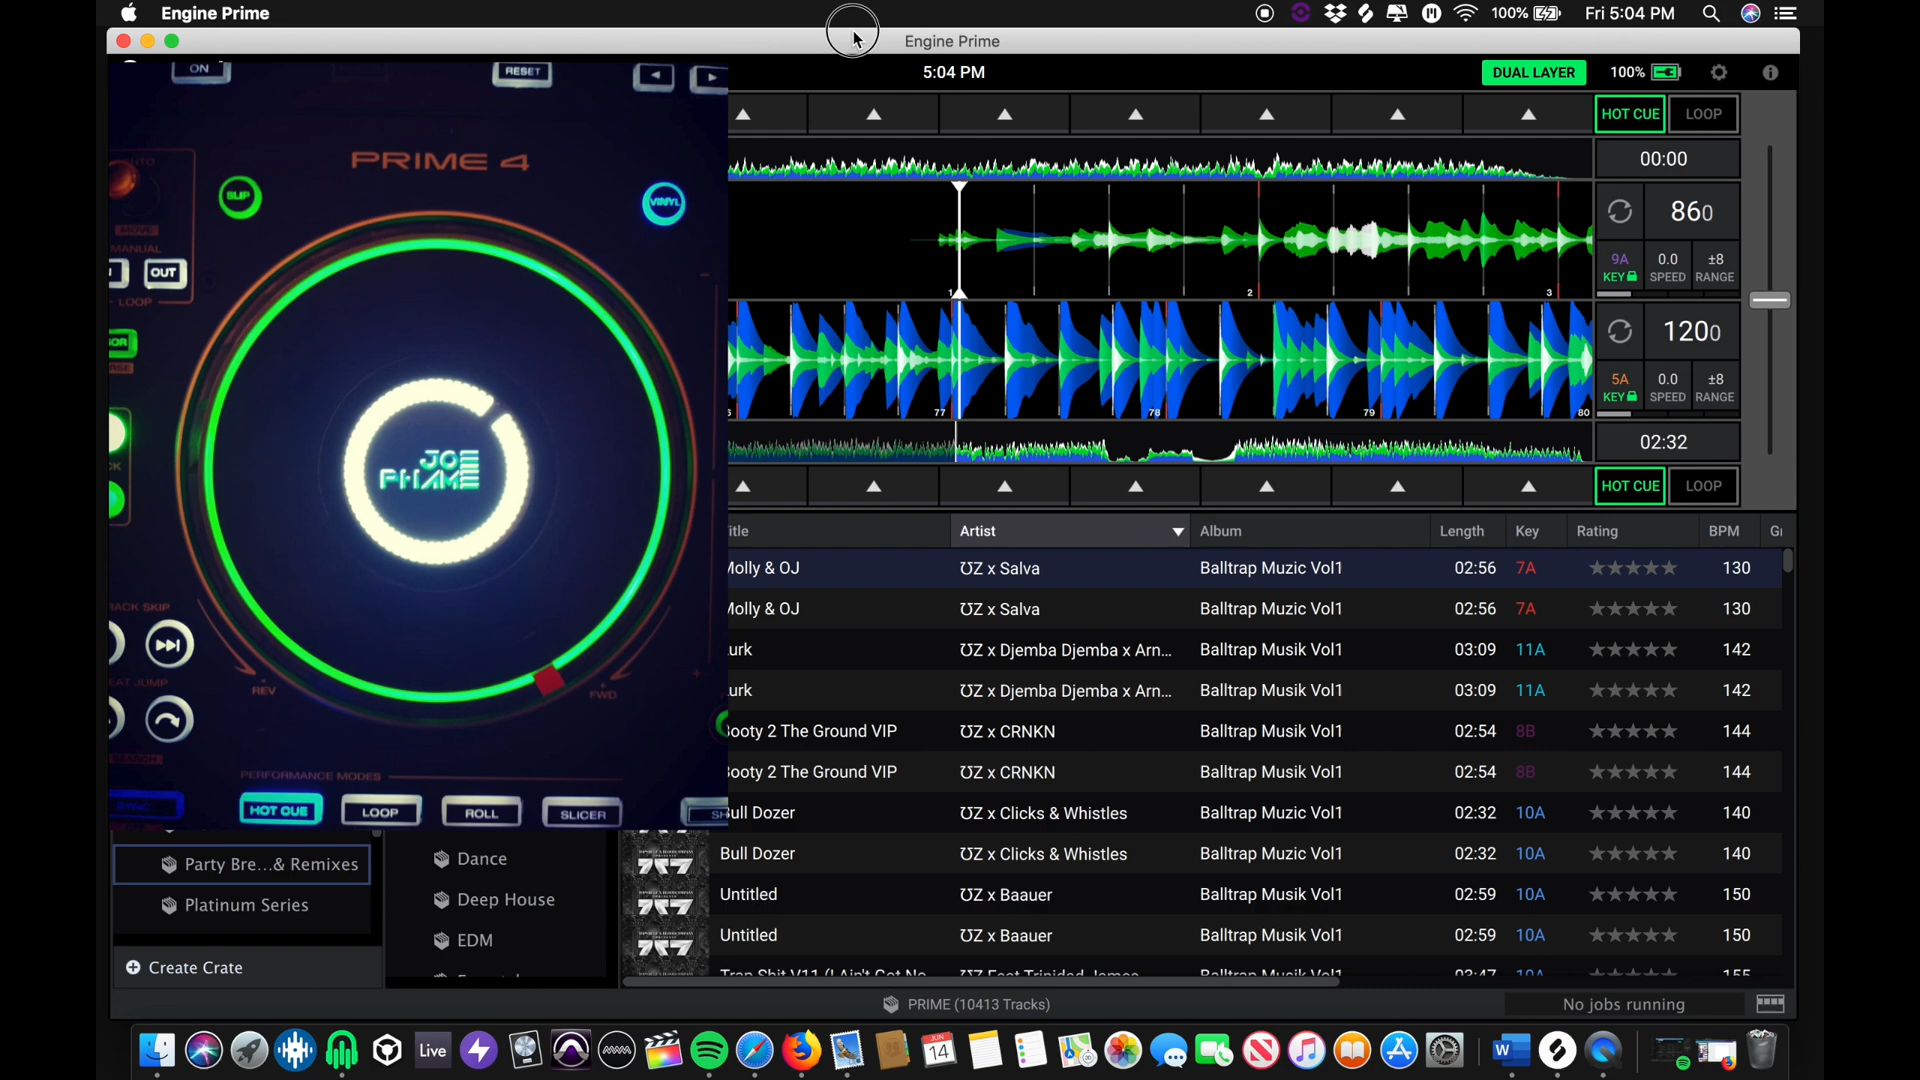 Engine Prime
100%
Fri 5:04 PM
Engine Prime
5:04 PM
DUAL LAYER
100%
ON
RESET
HOT CUE
LOOP
PRIME 4
SLIP
VINYL
MOVE
MANUAL
OUT
LOOP
00:00
860
9A
KEY
0.0
SPEED
±8
RANGE
1
2
3
1200
5A
KEY
0.0
SPEED
±8
RANGE
77
78
79
80
02:32
HOT CUE
LOOP
JOE
PHAME
REV
FWD
PERFORMANCE MODES
HOT CUE
LOOP
ROLL
SLICER
Artist
Album
Length
Key
Rating
BPM
Molly & OJ
ƱZ x Salva
Balltrap Muzic Vol1
02:56
7A
130
Molly & OJ
ƱZ x Salva
Balltrap Muzic Vol1
02:56
7A
130
urk
ƱZ x Djemba Djemba x Arn...
Balltrap Musik Vol1
03:09
11A
142
urk
ƱZ x Djemba Djemba x Arn...
Balltrap Musik Vol1
03:09
11A
142
Booty 2 The Ground VIP
ƱZ x CRNKN
Balltrap Musik Vol1
02:54
8B
144
Booty 2 The Ground VIP
ƱZ x CRNKN
Balltrap Musik Vol1
02:54
8B
144
Bull Dozer
ƱZ x Clicks & Whistles
Balltrap Muzic Vol1
02:32
10A
140
Bull Dozer
ƱZ x Clicks & Whistles
Balltrap Muzic Vol1
02:32
10A
140
Untitled
ƱZ x Baauer
Balltrap Musik Vol1
02:59
10A
150
Untitled
ƱZ x Baauer
Balltrap Musik Vol1
02:59
10A
150
Party Bre...& Remixes
Platinum Series
Create Crate
Dance
Deep House
EDM
PRIME (10413 Tracks)
No jobs running
Live
JUN
14